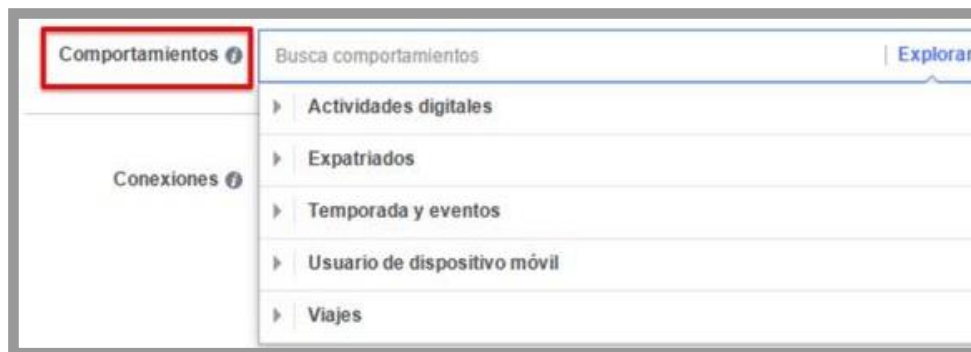 Comportamientos
Busca comportamientos | Explorar
Actividades digitales
Expatriados
Conexiones
Temporada y eventos
Usuario de dispositivo móvil
Viajes